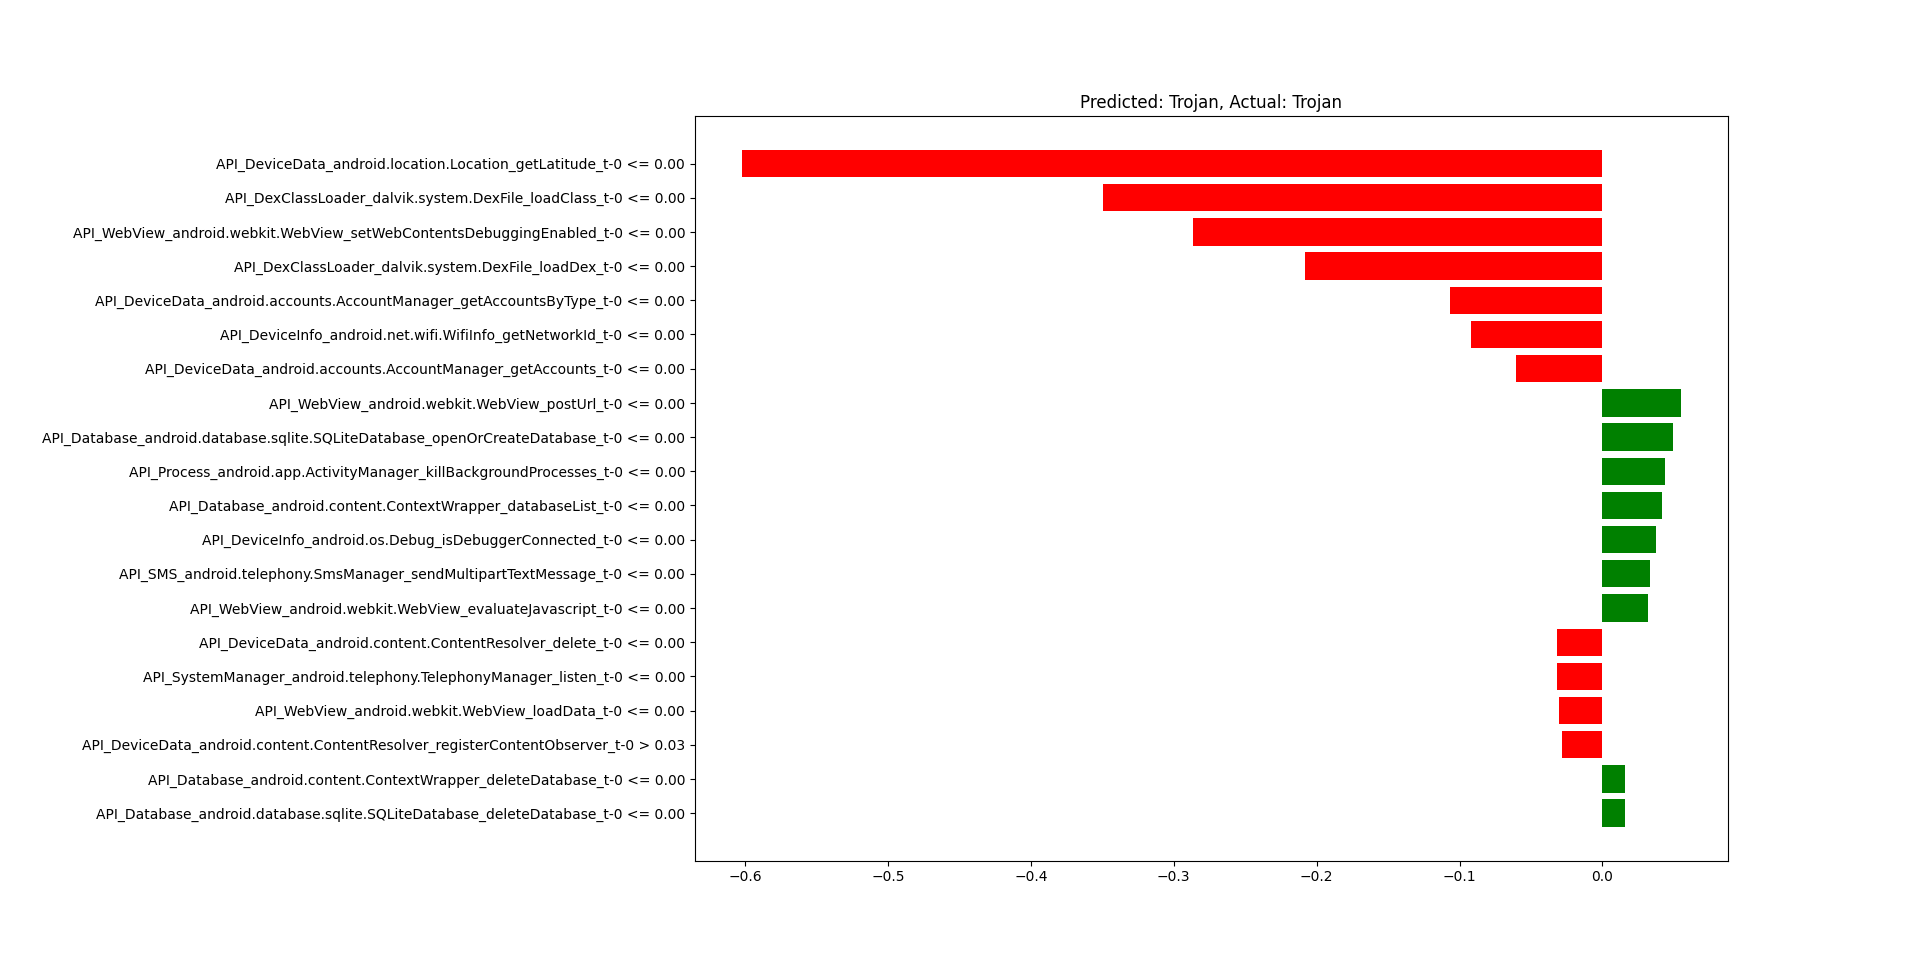 Predicted: Trojan, Actual: Trojan
API_DeviceData_android.location.Location_getLatitude_t-0 <= 0.00
API_DexClassLoader_dalvik.system.DexFile_loadClass_t-0 <= 0.00
API_WebView_android.webkit.WebView_setWebContentsDebuggingEnabled_t-0 <= 0.00
API_DexClassLoader_dalvik.system.DexFile_loadDex_t-0 <= 0.00
API_DeviceData_android.accounts.AccountManager_getAccountsByType_t-0 <= 0.00
API_DeviceInfo_android.net.wifi.WifiInfo_getNetworkId_t-0 <= 0.00
API_DeviceData_android.accounts.AccountManager_getAccounts_t-0 <= 0.00
API_WebView_android.webkit.WebView_postUrl_t-0 <= 0.00
API_Database_android.database.sqlite.SQLiteDatabase_openOrCreateDatabase_t-0 <= 0.00
API_Process_android.app.ActivityManager_killBackgroundProcesses_t-0 <= 0.00
API_Database_android.content.ContextWrapper_databaseList_t-0 <= 0.00
API_DeviceInfo_android.os.Debug_isDebuggerConnected_t-0 <= 0.00
API_SMS_android.telephony.SmsManager_sendMultipartTextMessage_t-0 <= 0.00
API_WebView_android.webkit.WebView_evaluateJavascript_t-0 <= 0.00
API_DeviceData_android.content.ContentResolver_delete_t-0 <= 0.00
API_SystemManager_android.telephony.TelephonyManager_listen_t-0 <= 0.00
API_WebView_android.webkit.WebView_loadData_t-0 <= 0.00
API_DeviceData_android.content.ContentResolver_registerContentObserver_t-0 > 0.03
API_Database_android.content.ContextWrapper_deleteDatabase_t-0 <= 0.00
API_Database_android.database.sqlite.SQLiteDatabase_deleteDatabase_t-0 <= 0.00
−0.6 −0.5 −0.4 −0.3 −0.2 −0.1 0.0